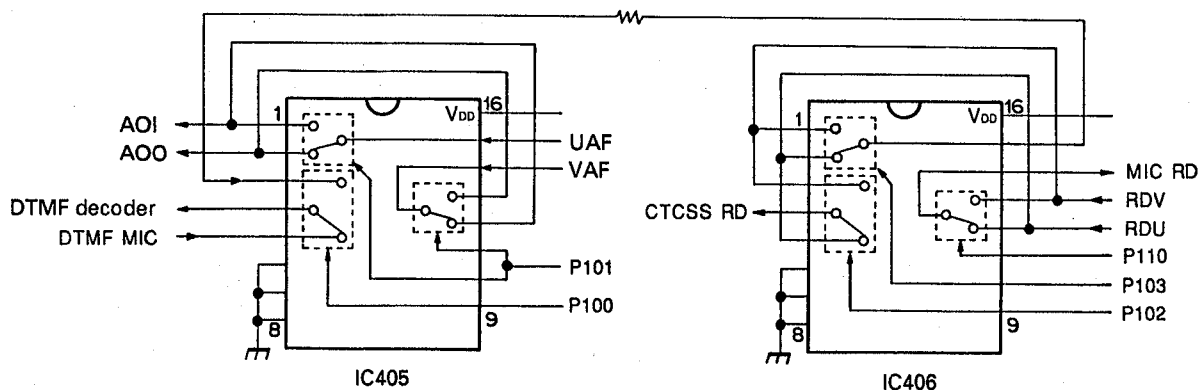 1
16
VDD
AOI
AOO
UAF
VAF
DTMF decoder
DTMF MIC
P101
P100
8
9
IC405
1
16
VDD
MIC RD
RDV
CTCSS RD
RDU
P110
P103
P102
8
9
IC406